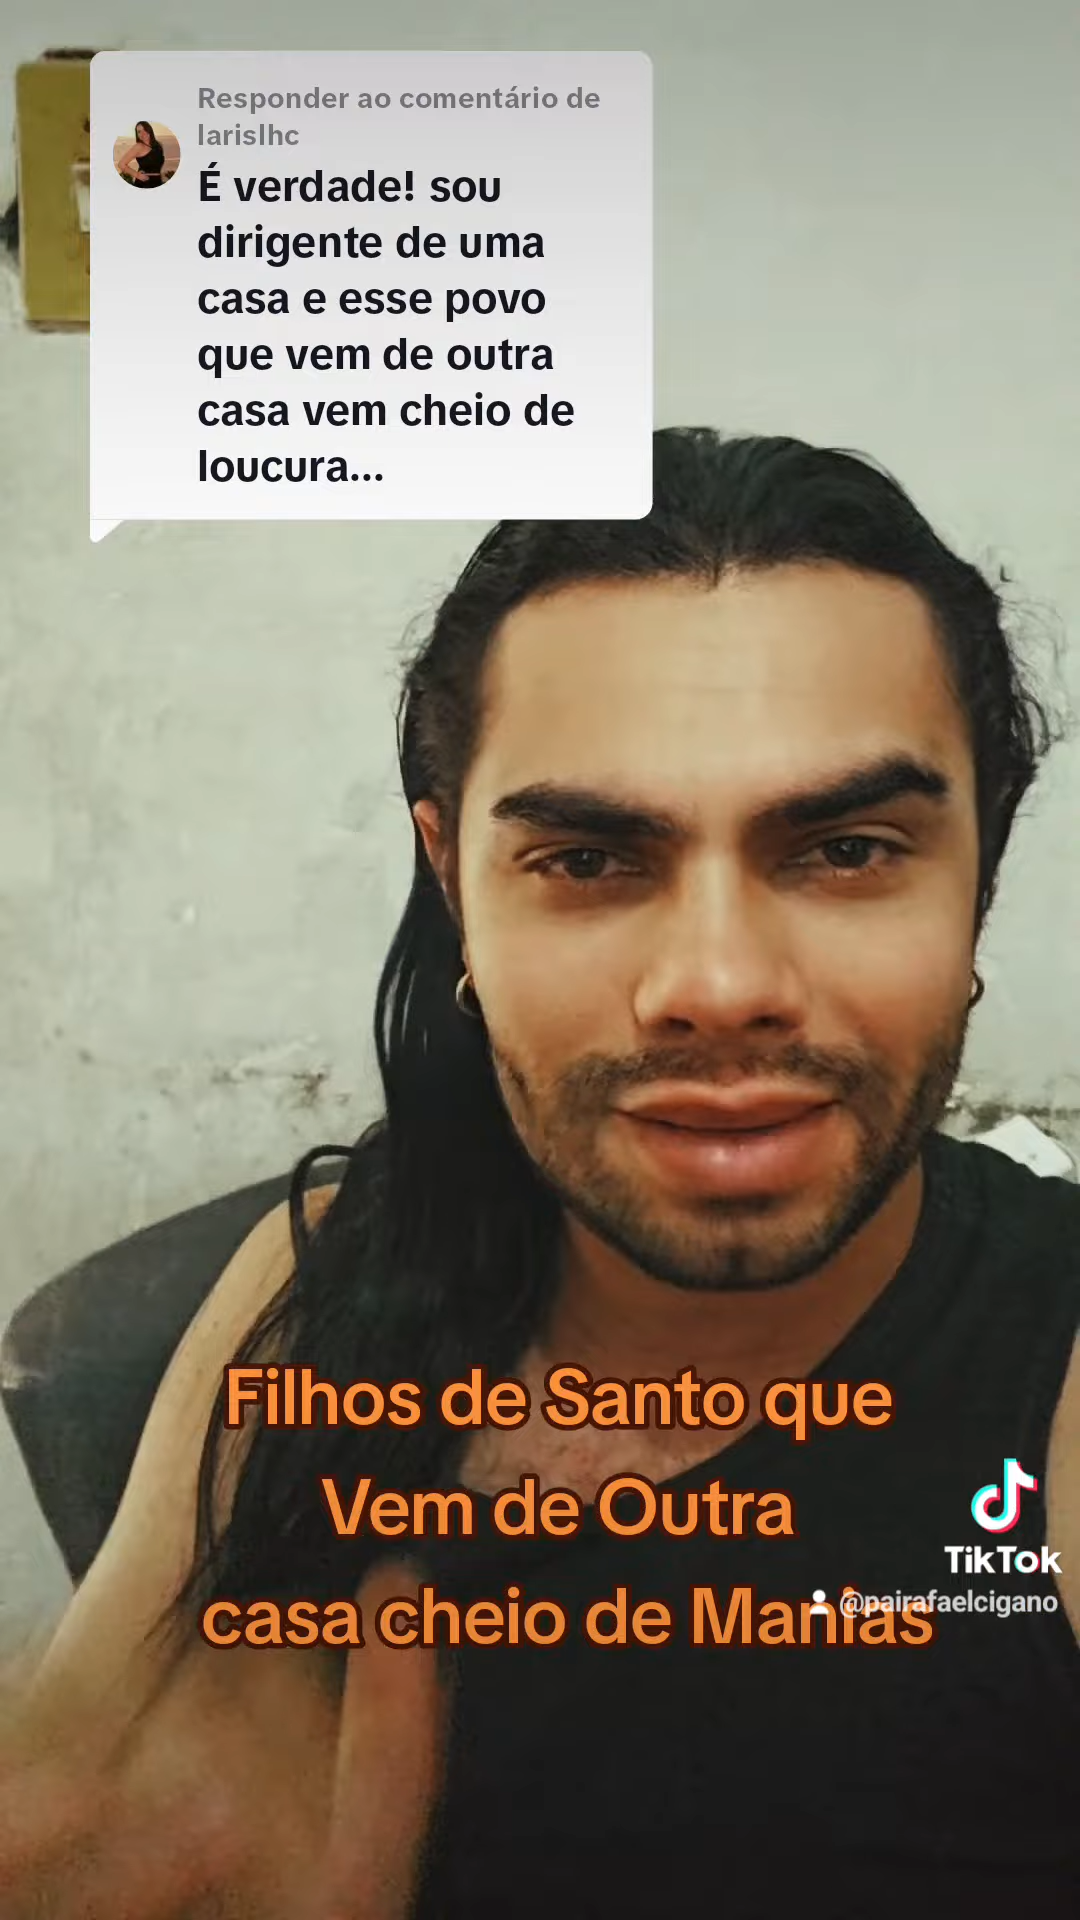 Responder ao comentário de
larislhc
É verdade! sou
dirigente de uma
casa e esse povo
que vem de outra
casa vem cheio de
loucura...
Filhos de Santo que
Vem de Outra
casa cheio de Manias
TikTok
@pairafaelcigano